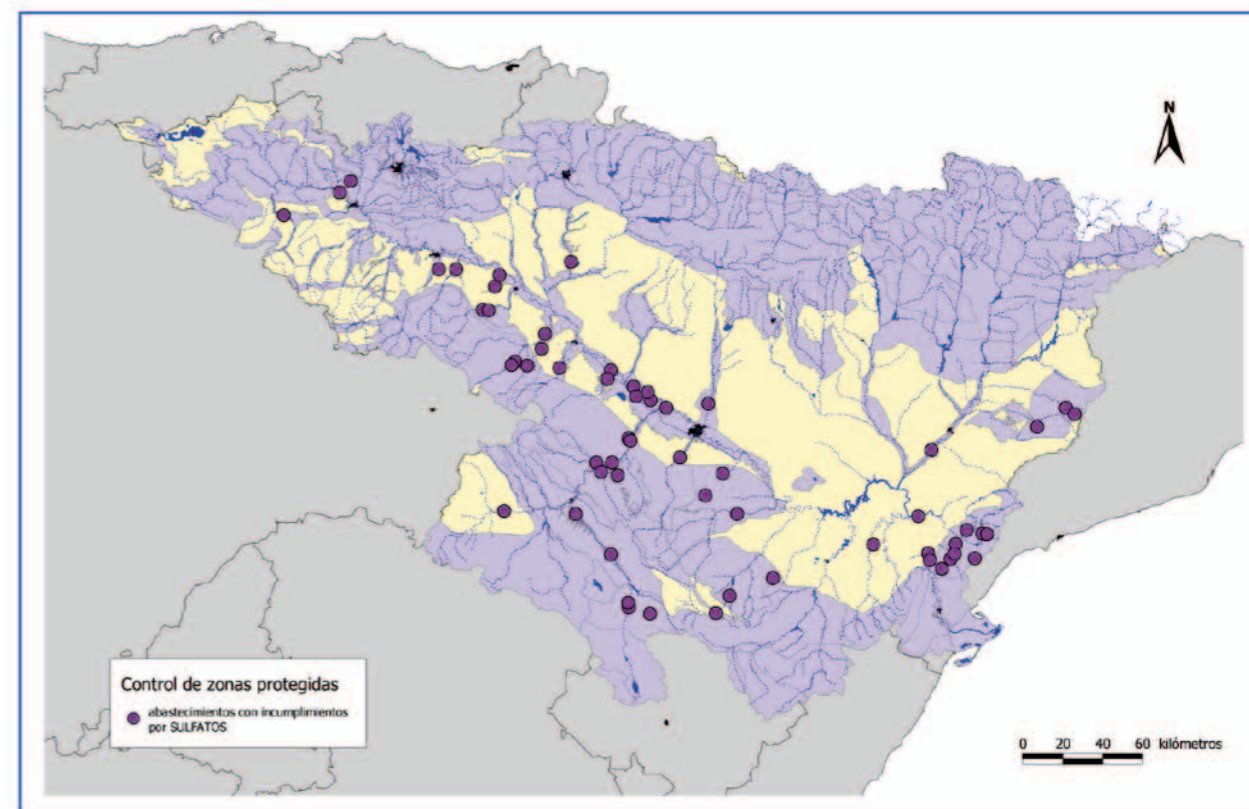 N
Control de zonas protegidas
abastecimientos con incumplimientos
por SULFATOS
0 20 40 60 kilómetros